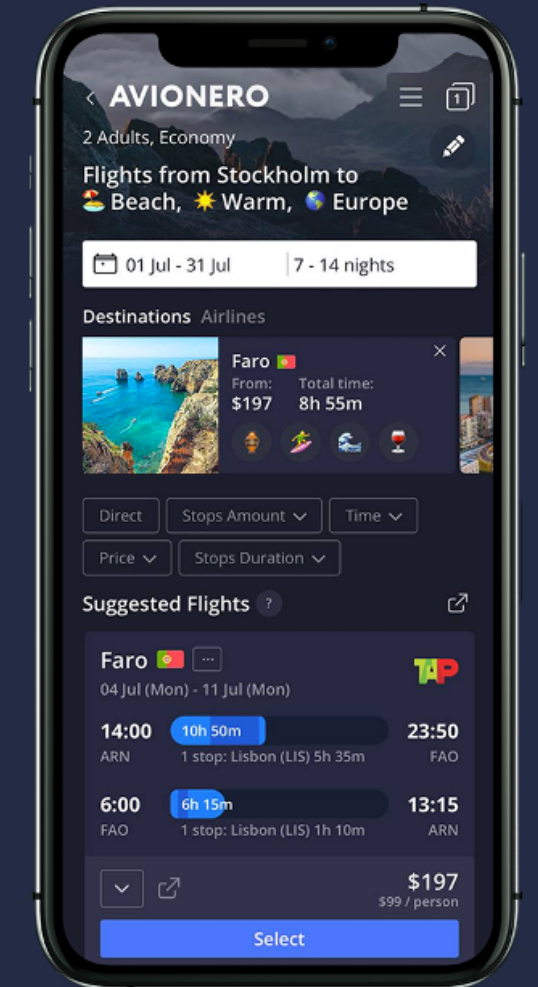 AVIONERO
1
2 Adults, Economy
Flights from Stockholm to
🏖️ Beach, ☀️ Warm, 🌎 Europe
01 Jul - 31 Jul 7 - 14 nights
Destinations Airlines
Faro 🇵🇹
From: Total time:
$197 8h 55m
Direct Stops Amount Time
Price Stops Duration
Suggested Flights ?
Faro 🇵🇹 ...
TAP
04 Jul (Mon) - 11 Jul (Mon)
14:00 10h 50m 23:50
ARN 1 stop: Lisbon (LIS) 5h 35m FAO
6:00 6h 15m 13:15
FAO 1 stop: Lisbon (LIS) 1h 10m ARN
$197
$99 / person
Select